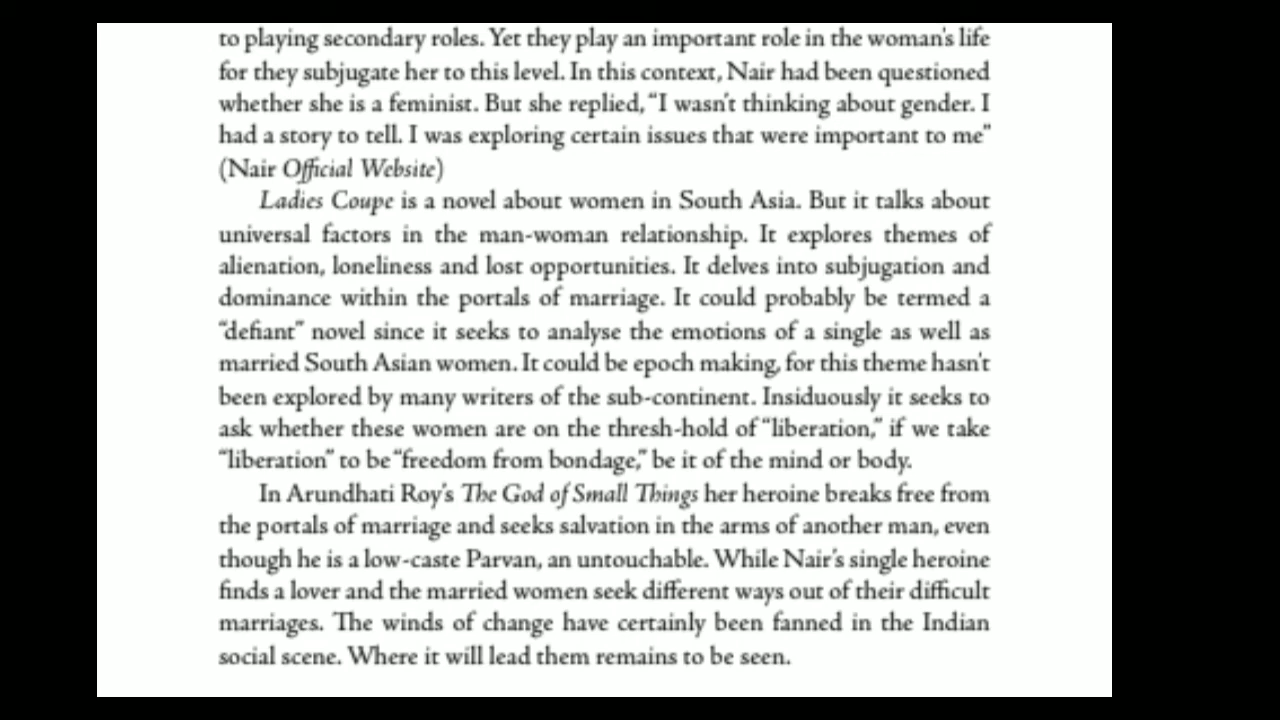 to playing secondary roles. Yet they play an important role in the woman's life
for they subjugate her to this level. In this context, Nair had been questioned
whether she is a feminist. But she replied, “I wasn't thinking about gender. I
had a story to tell. I was exploring certain issues that were important to me”
(Nair Official Website)
Ladies Coupe is a novel about women in South Asia. But it talks about
universal factors in the man-woman relationship. It explores themes of
alienation, loneliness and lost opportunities. It delves into subjugation and
dominance within the portals of marriage. It could probably be termed a
“defiant” novel since it seeks to analyse the emotions of a single as well as
married South Asian women. It could be epoch making, for this theme hasn't
been explored by many writers of the sub-continent. Insiduously it seeks to
ask whether these women are on the thresh-hold of “liberation,” if we take
“liberation” to be “freedom from bondage,” be it of the mind or body.
In Arundhati Roy's The God of Small Things her heroine breaks free from
the portals of marriage and seeks salvation in the arms of another man, even
though he is a low-caste Parvan, an untouchable. While Nair's single heroine
finds a lover and the married women seek different ways out of their difficult
marriages. The winds of change have certainly been fanned in the Indian
social scene. Where it will lead them remains to be seen.